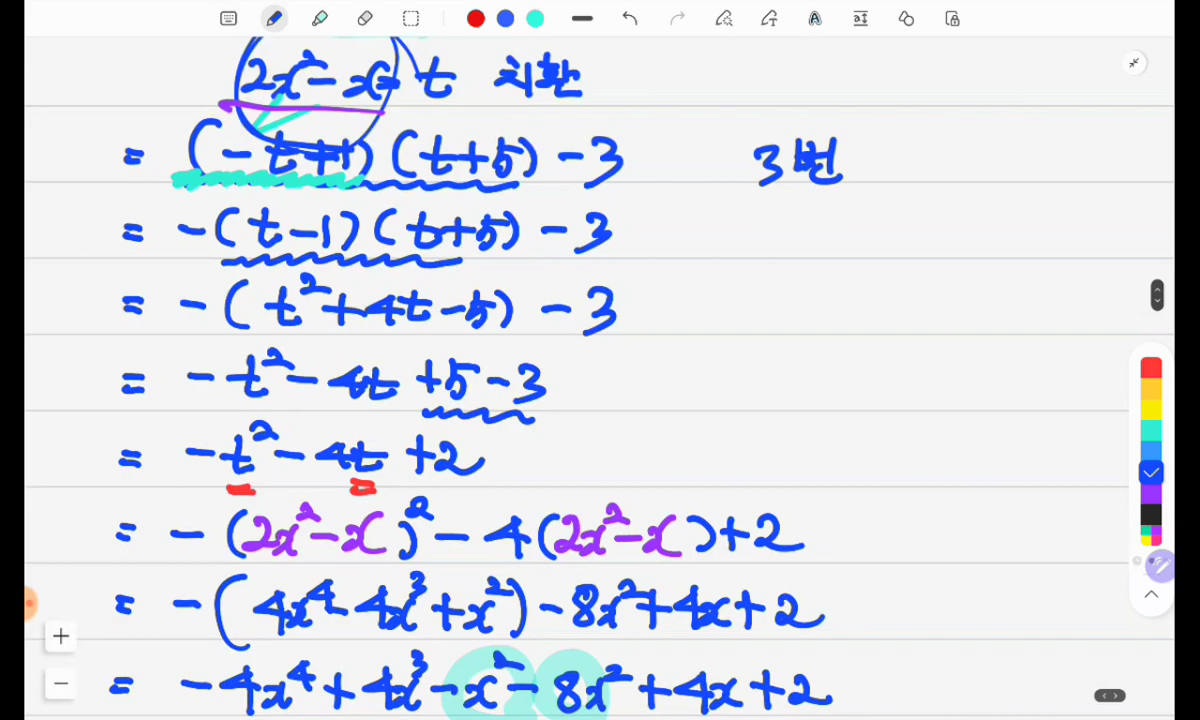 2x²-x=t 치환
= (-t+1)(t+5)-3 3번
= -(t-1)(t+5)-3
= -(t²+4t-5)-3
= -t²-4t+5-3
= -t²-4t+2
= -(2x²-x)²-4(2x²-x)+2
= -(4x⁴-4x³+x²)-8x²+4x+2
= -4x⁴+4x³-x²-8x²+4x+2